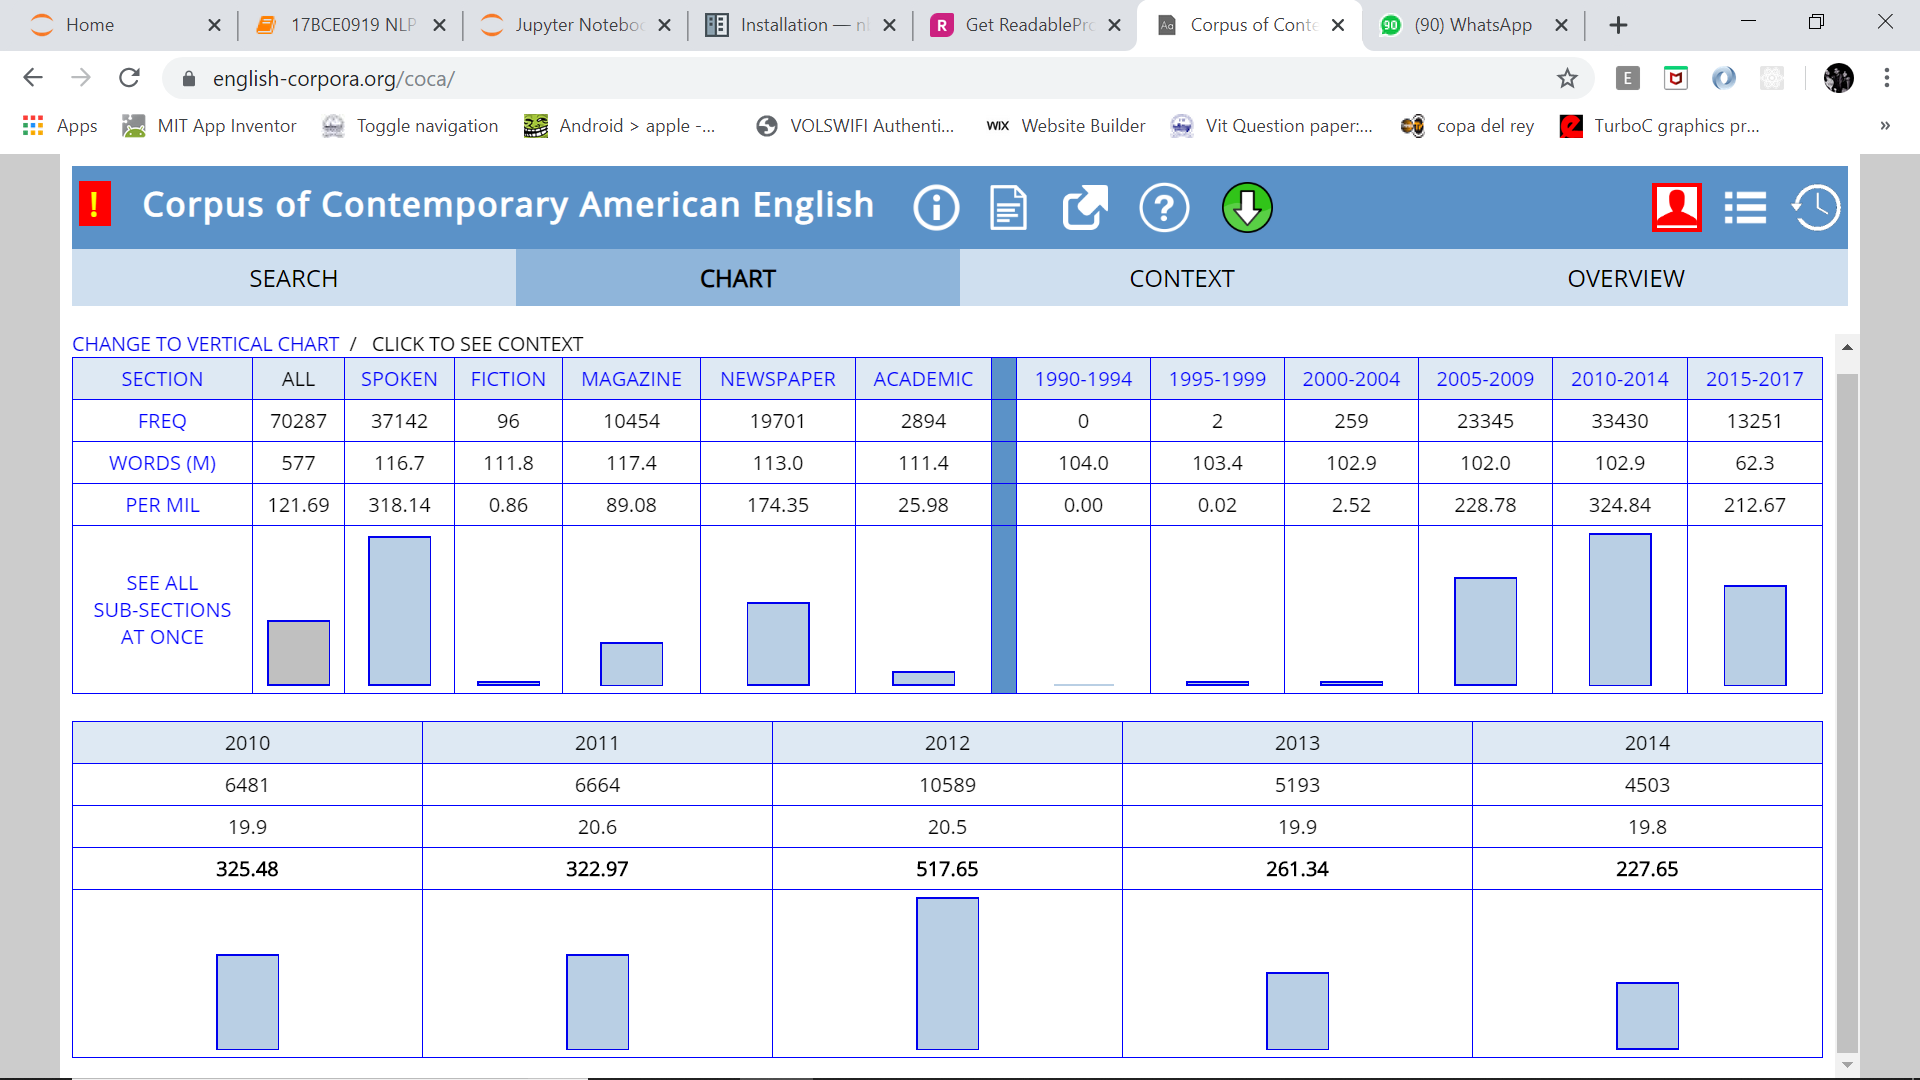 Home 17BCE0919 NLP Jupyter Noteboo Installation — nl Get ReadablePro Corpus of Conte (90) WhatsApp
english-corpora.org/coca/
Apps MIT App Inventor Toggle navigation Android > apple -... VOLSWIFI Authenti... WIX Website Builder Vit Question paper:... copa del rey TurboC graphics pr... »
! Corpus of Contemporary American English
SEARCH CHART CONTEXT OVERVIEW
CHANGE TO VERTICAL CHART / CLICK TO SEE CONTEXT
SECTION ALL SPOKEN FICTION MAGAZINE NEWSPAPER ACADEMIC 1990-1994 1995-1999 2000-2004 2005-2009 2010-2014 2015-2017
FREQ 70287 37142 96 10454 19701 2894 0 2 259 23345 33430 13251
WORDS (M) 577 116.7 111.8 117.4 113.0 111.4 104.0 103.4 102.9 102.0 102.9 62.3
PER MIL 121.69 318.14 0.86 89.08 174.35 25.98 0.00 0.02 2.52 228.78 324.84 212.67
SEE ALL
SUB-SECTIONS
AT ONCE
2010 2011 2012 2013 2014
6481 6664 10589 5193 4503
19.9 20.6 20.5 19.9 19.8
325.48 322.97 517.65 261.34 227.65